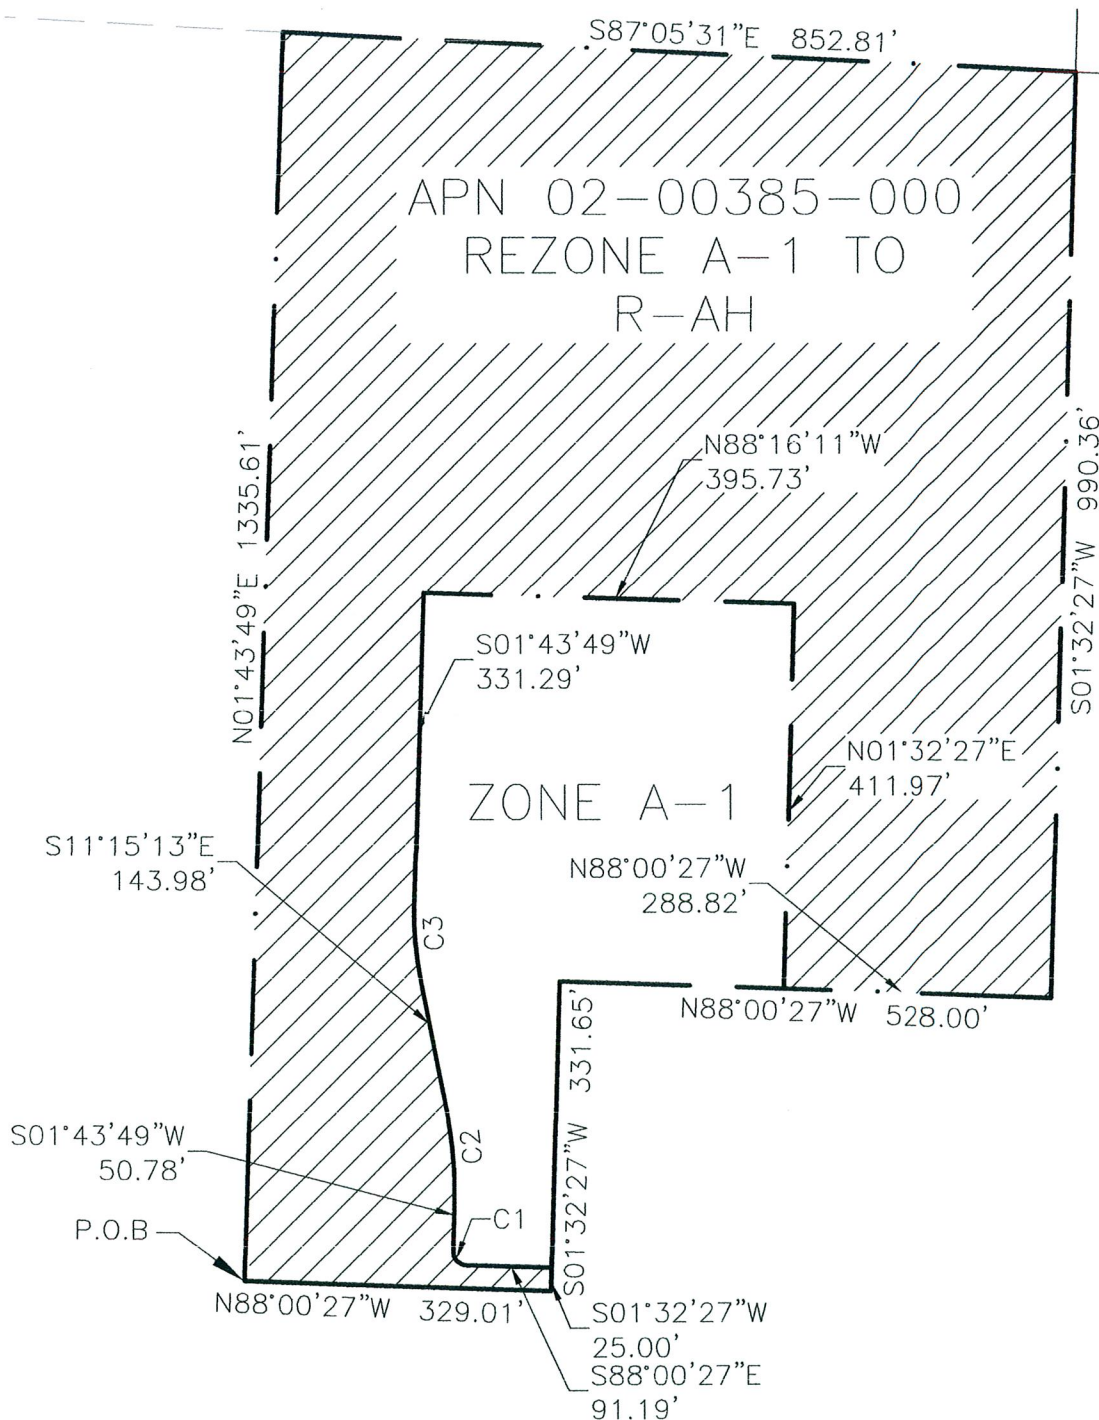 S87°05'31"E 852.81'
APN 02-00385-000
REZONE A-1 TO
R-AH
N01°43'49"E 1335.61'
S01°32'27"W 990.36'
N88°16'11"W
395.73'
S01°43'49"W
331.29'
N01°32'27"E
411.97'
ZONE A-1
S11°15'13"E
143.98'
N88°00'27"W
288.82'
C3
N88°00'27"W 528.00'
S01°32'27"W 331.65'
S01°43'49"W
50.78'
C2
C1
P.O.B
N88°00'27"W 329.01'
S01°32'27"W
25.00'
S88°00'27"E
91.19'